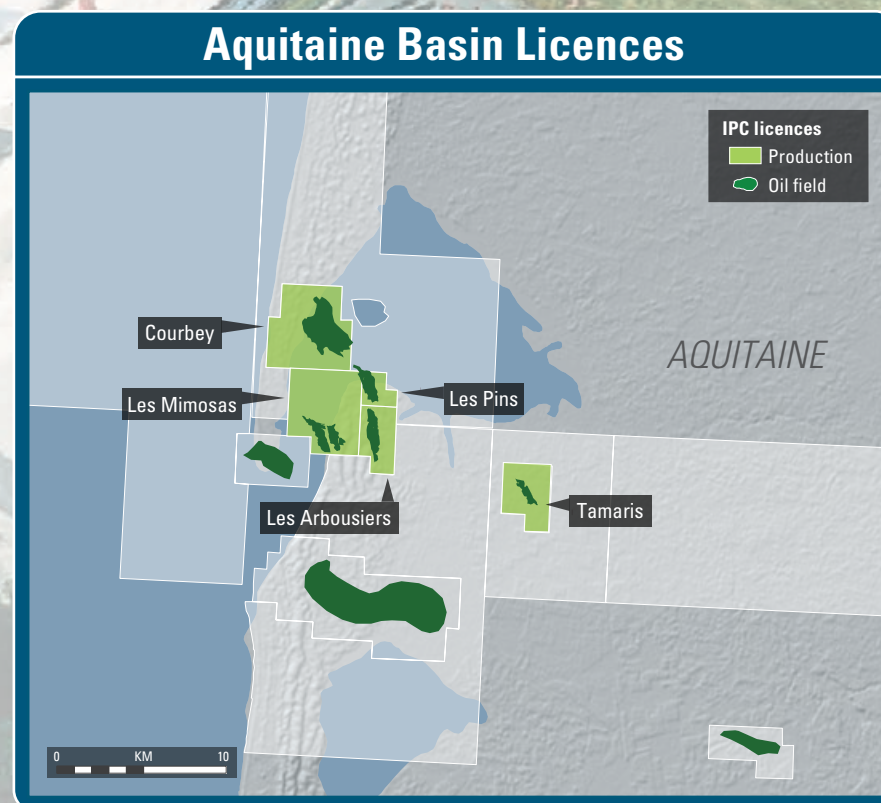 Aquitaine Basin Licences
IPC licences
Production
Oil field
Courbey
AQUITAINE
Les Mimosas
Les Pins
Les Arbousiers
Tamaris
0 KM 10